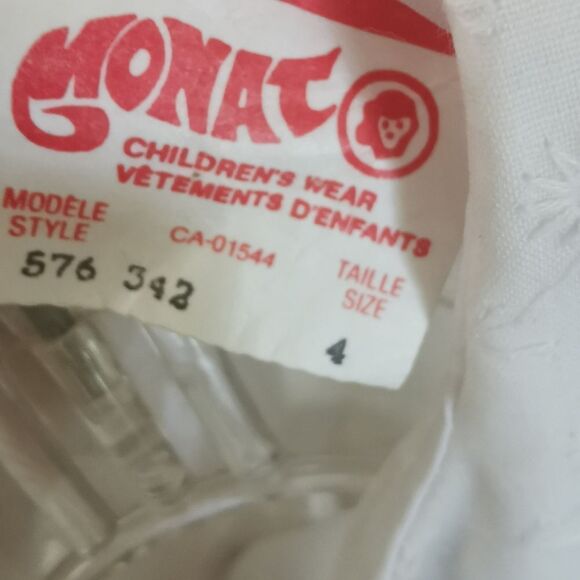 MONACO
CHILDREN'S WEAR
VÊTEMENTS D'ENFANTS
MODÈLE
STYLE
CA-01544
TAILLE
SIZE
576 342
4